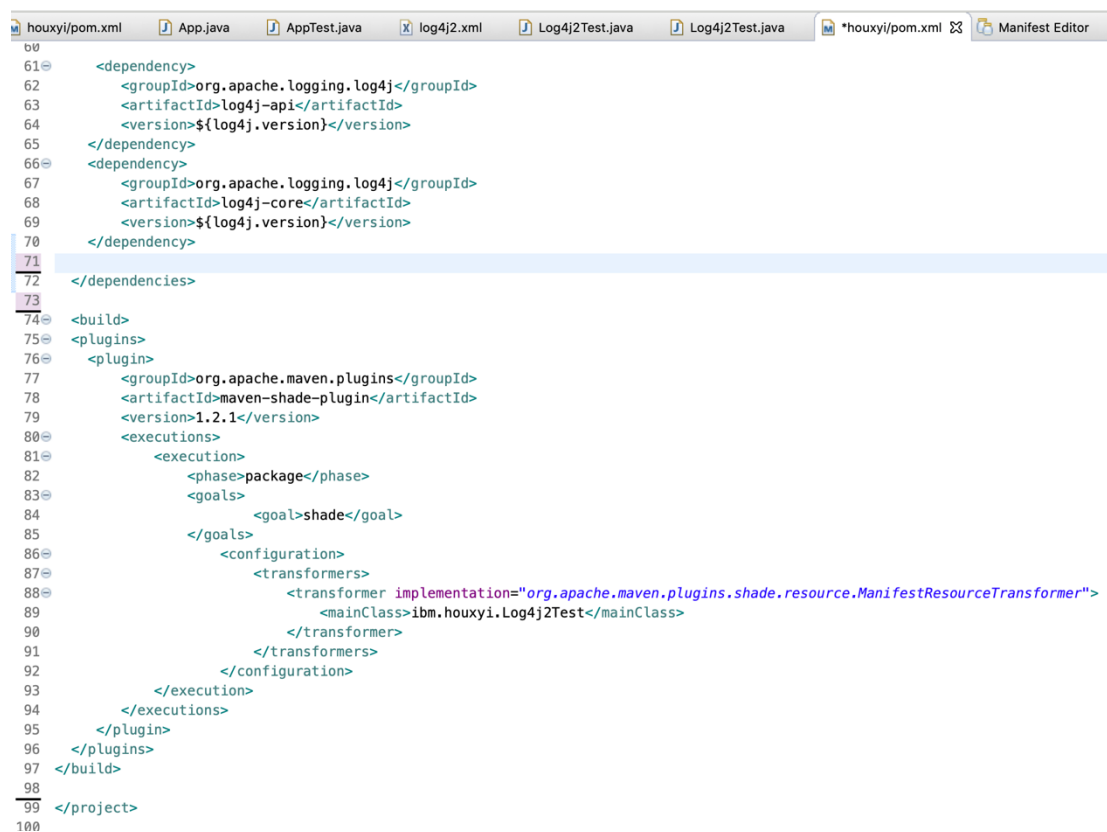 houxyi/pom.xml App.java AppTest.java log4j2.xml Log4j2Test.java Log4j2Test.java *houxyi/pom.xml Manifest Editor
60
61 <dependency>
62 <groupId>org.apache.logging.log4j</groupId>
63 <artifactId>log4j-api</artifactId>
64 <version>${log4j.version}</version>
65 </dependency>
66 <dependency>
67 <groupId>org.apache.logging.log4j</groupId>
68 <artifactId>log4j-core</artifactId>
69 <version>${log4j.version}</version>
70 </dependency>
71
72 </dependencies>
73
74 <build>
75 <plugins>
76 <plugin>
77 <groupId>org.apache.maven.plugins</groupId>
78 <artifactId>maven-shade-plugin</artifactId>
79 <version>1.2.1</version>
80 <executions>
81 <execution>
82 <phase>package</phase>
83 <goals>
84 <goal>shade</goal>
85 </goals>
86 <configuration>
87 <transformers>
88 <transformer implementation="org.apache.maven.plugins.shade.resource.ManifestResourceTransformer">
89 <mainClass>ibm.houxyi.Log4j2Test</mainClass>
90 </transformer>
91 </transformers>
92 </configuration>
93 </execution>
94 </executions>
95 </plugin>
96 </plugins>
97 </build>
98
99 </project>
100